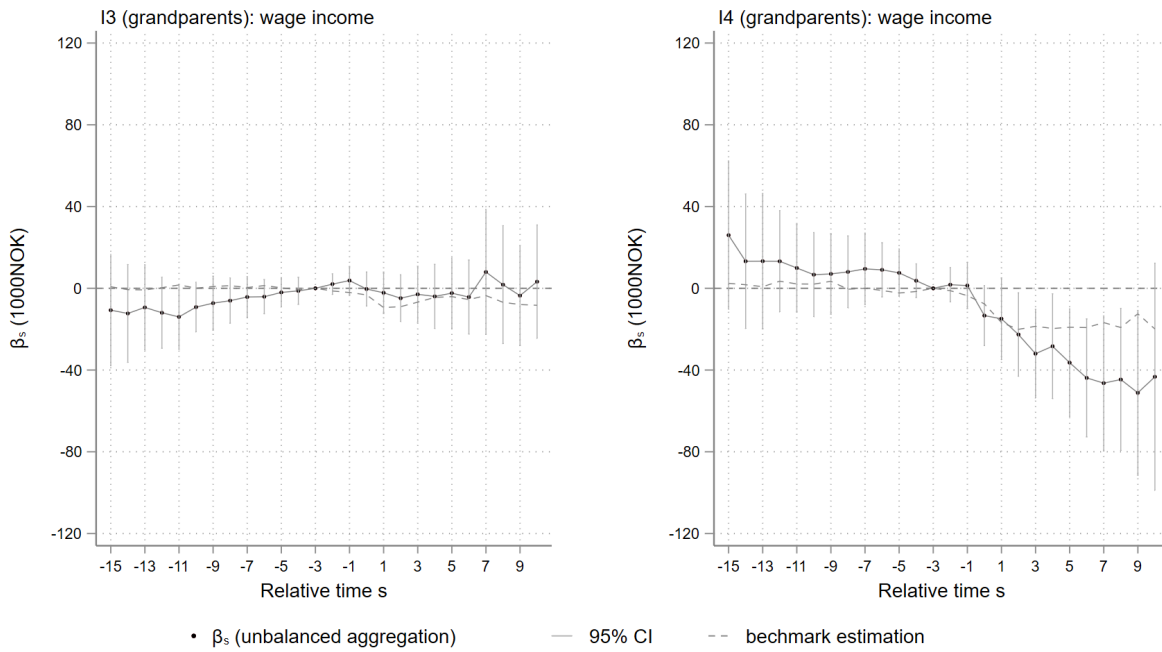 I3 (grandparents): wage income
120
80
40
0
-40
-80
-120
βₛ (1000NOK)
-15 -13 -11 -9 -7 -5 -3 -1 1 3 5 7 9
Relative time s
I4 (grandparents): wage income
120
80
40
0
-40
-80
-120
βₛ (1000NOK)
-15 -13 -11 -9 -7 -5 -3 -1 1 3 5 7 9
Relative time s
βₛ (unbalanced aggregation) 95% CI bechmark estimation